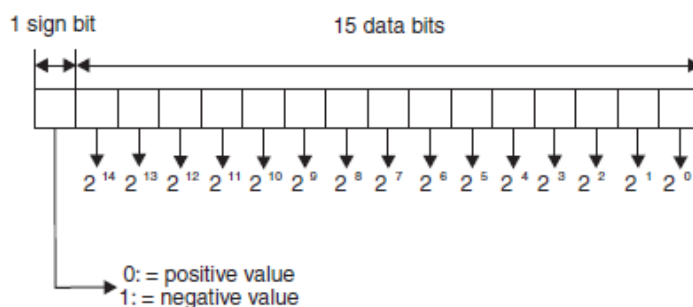 1 sign bit 15 data bits
2¹⁴ 2¹³ 2¹² 2¹¹ 2¹⁰ 2⁹ 2⁸ 2⁷ 2⁶ 2⁵ 2⁴ 2³ 2² 2¹ 2⁰
0: = positive value
1: = negative value